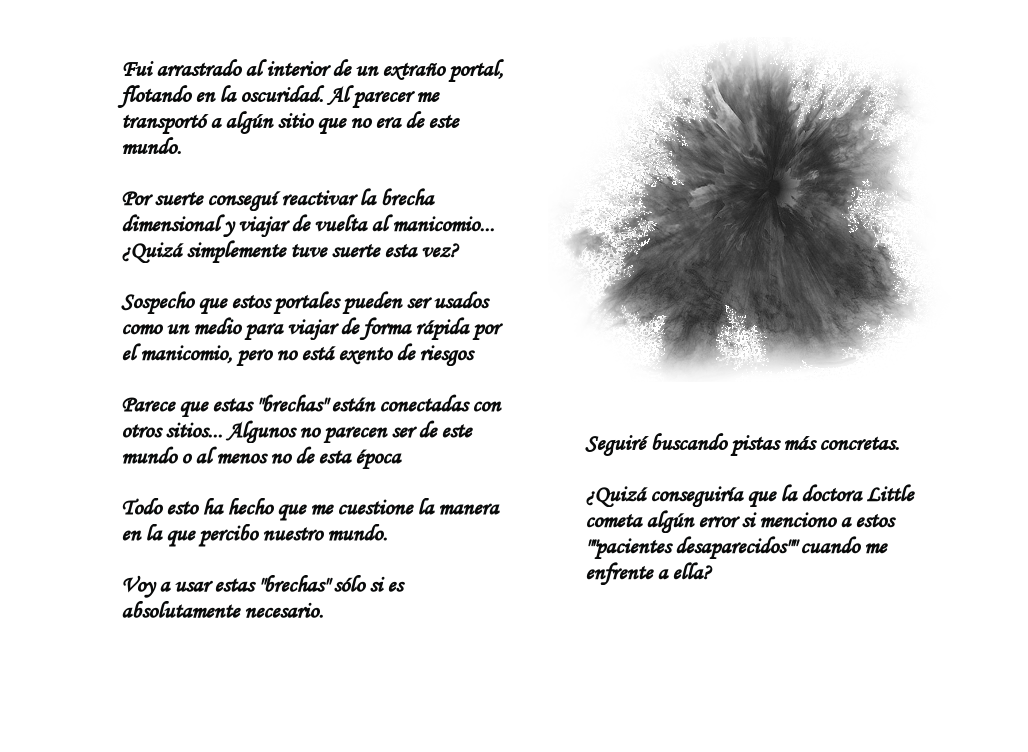 Fui arrastrado al interior de un extraño portal,
flotando en la oscuridad. Al parecer me
transportó a algún sitio que no era de este
mundo.
Por suerte conseguí reactivar la brecha
dimensional y viajar de vuelta al manicomio...
¿Quizá simplemente tuve suerte esta vez?
Sospecho que estos portales pueden ser usados
como un medio para viajar de forma rápida por
el manicomio, pero no está exento de riesgos
Parece que estas "brechas" están conectadas con
otros sitios... Algunos no parecen ser de este
mundo o al menos no de esta época
Todo esto ha hecho que me cuestione la manera
en la que percibo nuestro mundo.
Voy a usar estas "brechas" sólo si es
absolutamente necesario.
Seguiré buscando pistas más concretas.
¿Quizá conseguiría que la doctora Little
cometa algún error si menciono a estos
""pacientes desaparecidos"" cuando me
enfrente a ella?